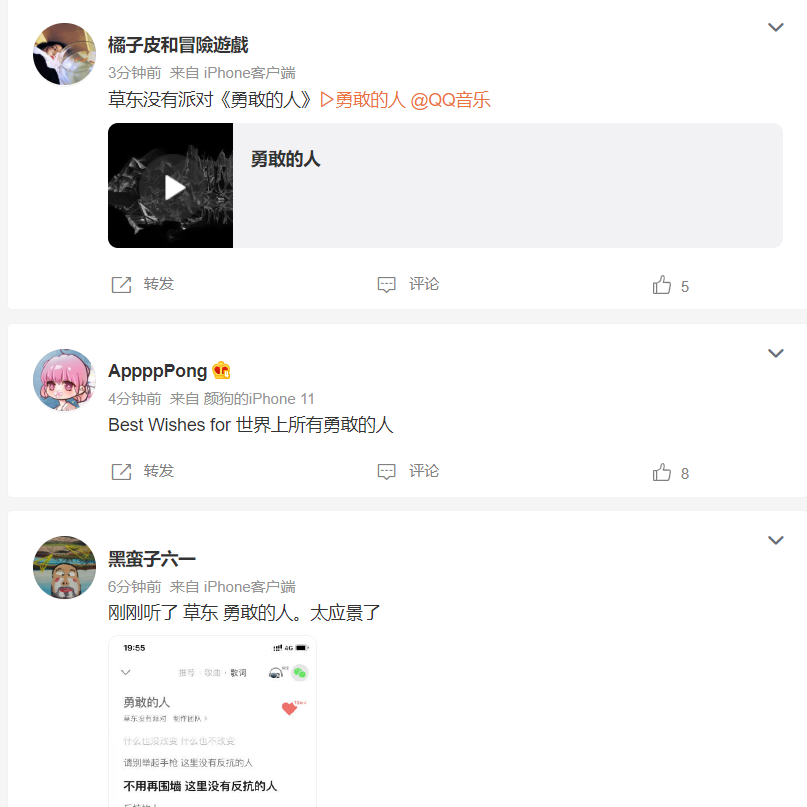 橘子皮和冒險遊戲
3分钟前 来自 iPhone客户端
草东没有派对《勇敢的人》▷勇敢的人 @QQ音乐
勇敢的人
转发 评论 5
AppppPong
4分钟前 来自 颜狗的iPhone 11
Best Wishes for 世界上所有勇敢的人
转发 评论 8
黑蛮子六一
6分钟前 来自 iPhone客户端
刚刚听了 草东 勇敢的人。太应景了
19:55 4G
推荐 · 歌曲 · 歌词
勇敢的人
草东没有派对 制作团队 >
什么也没改变 什么也不改变
请别举起手枪 这里没有反抗的人
不用再围墙 这里没有反抗的人